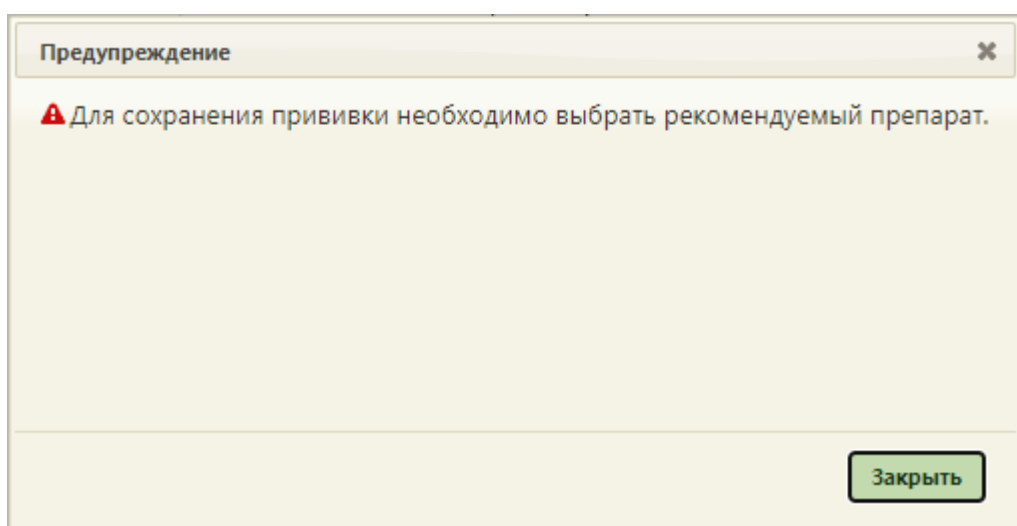 Предупреждение
Для сохранения прививки необходимо выбрать рекомендуемый препарат.
Закрыть